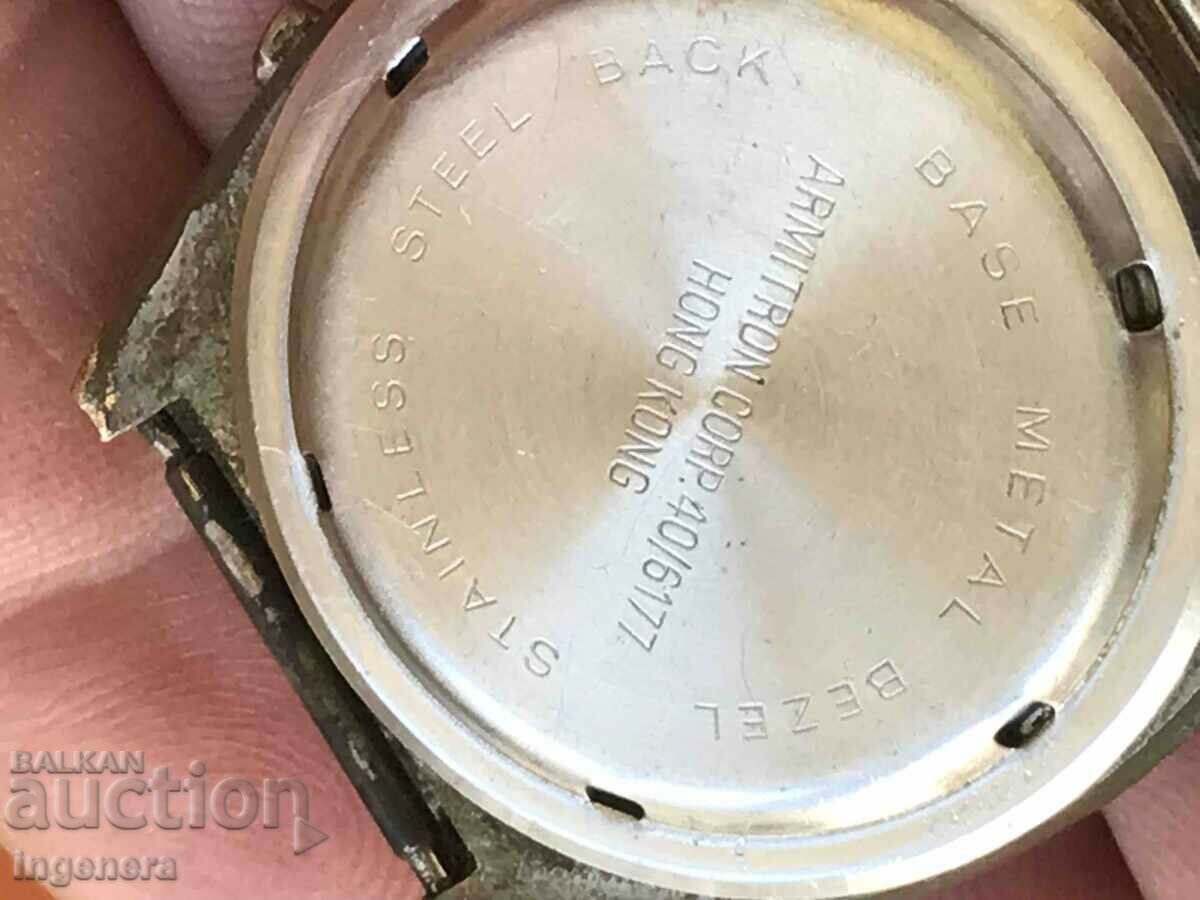 STAINLESS STEEL BACK
BASE METAL BEZEL
ARMITRON CORP. 40/6177.
HONG KONG
BALKAN
auction
ingenera